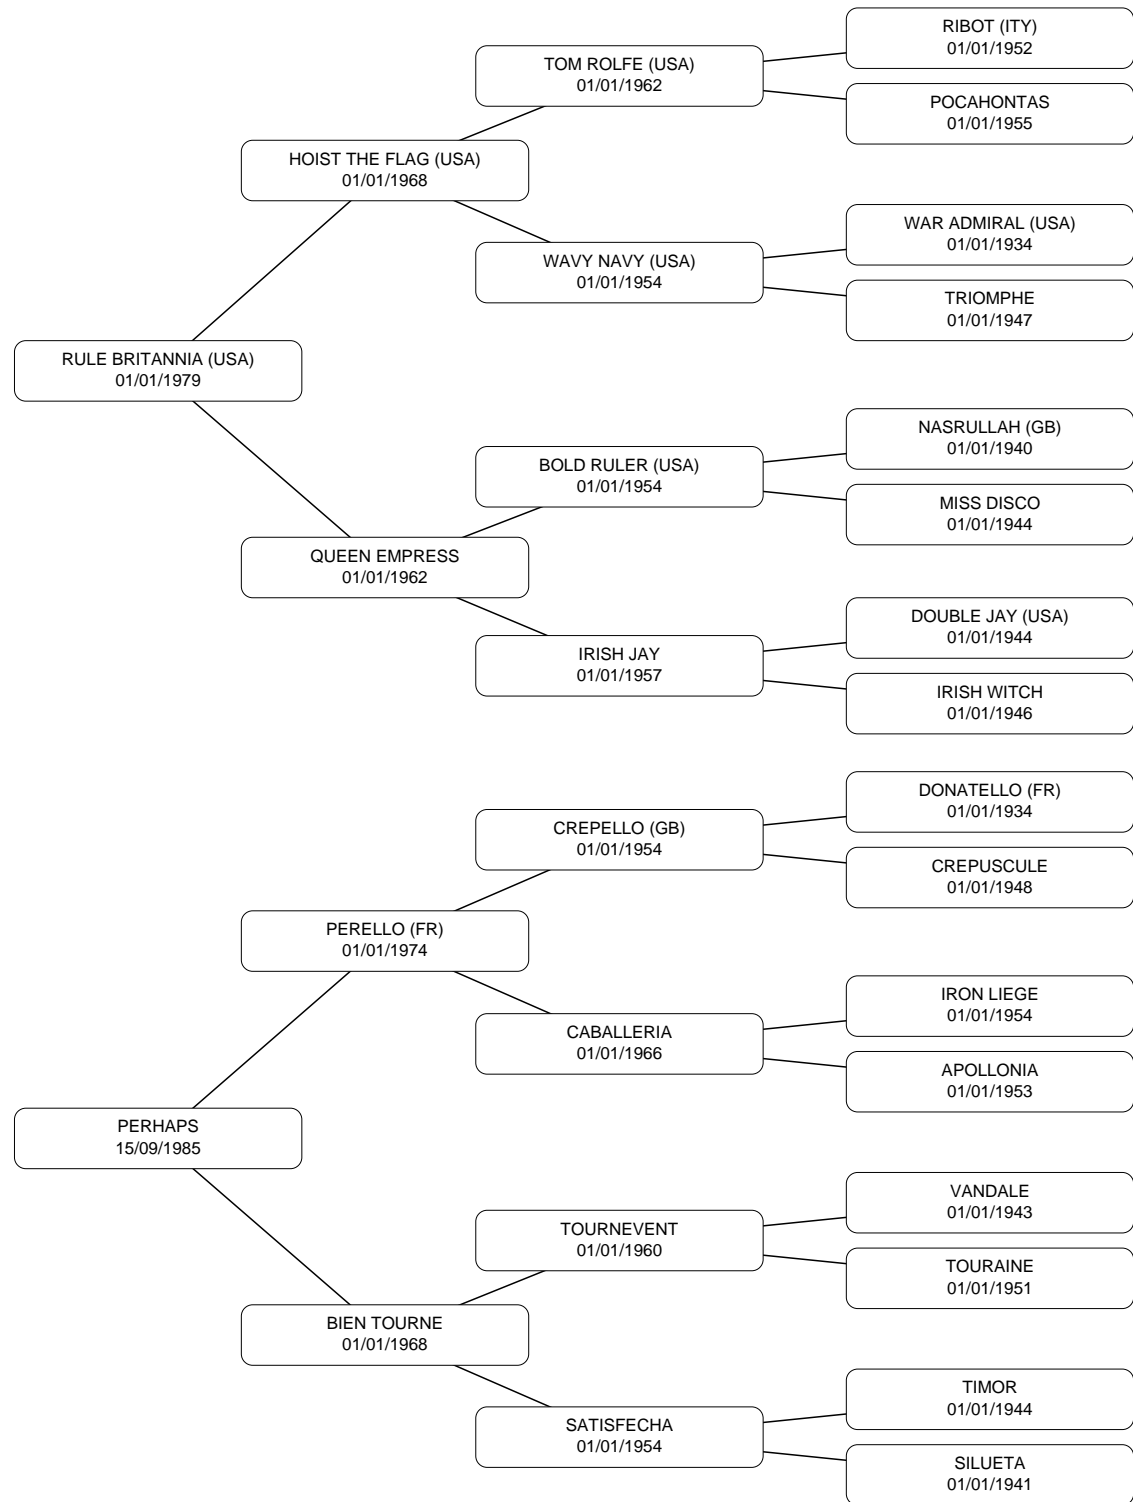 RIBOT (ITY)
01/01/1952
TOM ROLFE (USA)
01/01/1962
POCAHONTAS
01/01/1955
HOIST THE FLAG (USA)
01/01/1968
WAR ADMIRAL (USA)
01/01/1934
WAVY NAVY (USA)
01/01/1954
TRIOMPHE
01/01/1947
RULE BRITANNIA (USA)
01/01/1979
NASRULLAH (GB)
01/01/1940
BOLD RULER (USA)
01/01/1954
MISS DISCO
01/01/1944
QUEEN EMPRESS
01/01/1962
DOUBLE JAY (USA)
01/01/1944
IRISH JAY
01/01/1957
IRISH WITCH
01/01/1946
DONATELLO (FR)
01/01/1934
CREPELLO (GB)
01/01/1954
CREPUSCULE
01/01/1948
PERELLO (FR)
01/01/1974
IRON LIEGE
01/01/1954
CABALLERIA
01/01/1966
APOLLONIA
01/01/1953
PERHAPS
15/09/1985
VANDALE
01/01/1943
TOURNEVENT
01/01/1960
TOURAINE
01/01/1951
BIEN TOURNE
01/01/1968
TIMOR
01/01/1944
SATISFECHA
01/01/1954
SILUETA
01/01/1941